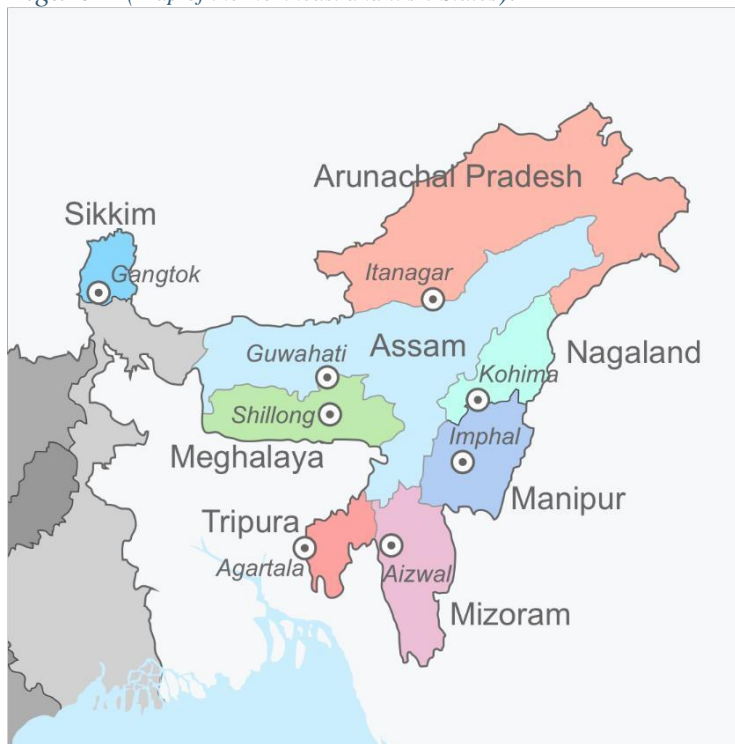 Arunachal Pradesh
Sikkim
Gangtok
Itanagar
Guwahati
Assam
Nagaland
Kohima
Shillong
Imphal
Meghalaya
Manipur
Tripura
Agartala
Aizwal
Mizoram